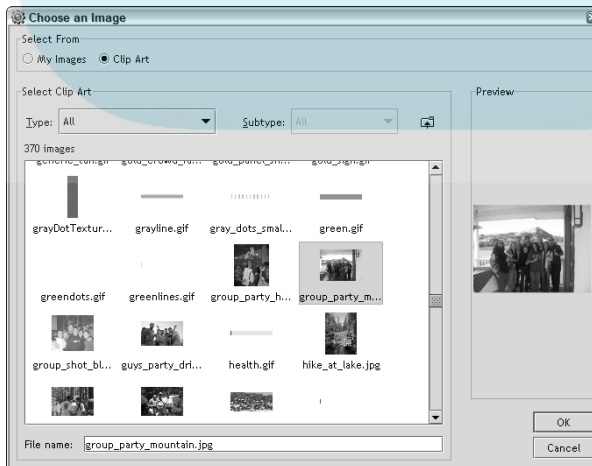 Choose an Image
Select From
My Images Clip Art
Select Clip Art
Preview
Type: All Subtype: All
370 images
grayDotTextur... grayline.gif gray_dots_smal... green.gif
greendots.gif greenlines.gif group_party_h... group_party_m...
group_shot_bl... guys_party_dri... health.gif hike_at_lake.jpg
File name: group_party_mountain.jpg
OK
Cancel